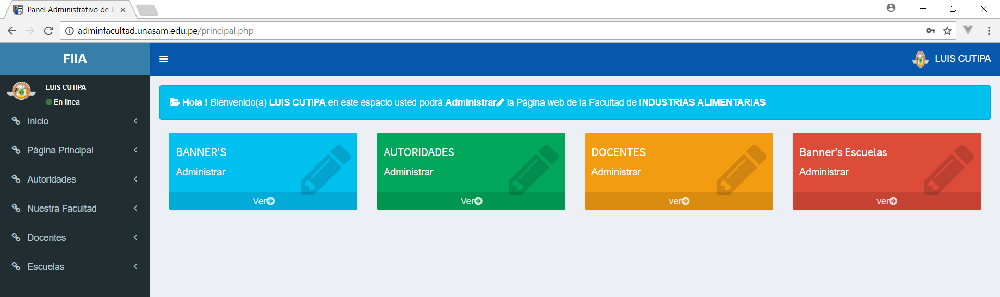 Panel Administrativo de l
adminfacultad.unasam.edu.pe/principal.php
FIIA
LUIS CUTIPA
LUIS CUTIPA
En linea
Inicio
Página Principal
Autoridades
Nuestra Facultad
Docentes
Escuelas
Hola ! Bienvenido(a) LUIS CUTIPA en este espacio usted podrá Administrar la Página web de la Facultad de INDUSTRIAS ALIMENTARIAS
BANNER'S
Administrar
Ver
AUTORIDADES
Administrar
Ver
DOCENTES
Administrar
ver
Banner's Escuelas
Administrar
ver